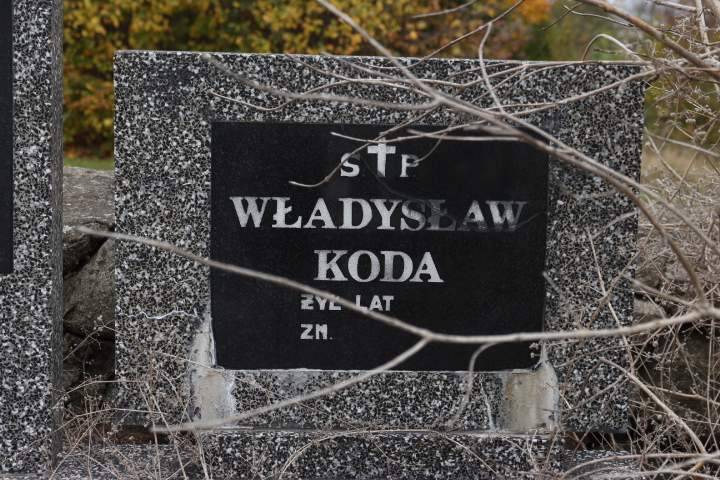 S P
WŁADYSŁAW
KODA
ŻYŁ LAT
ZM.